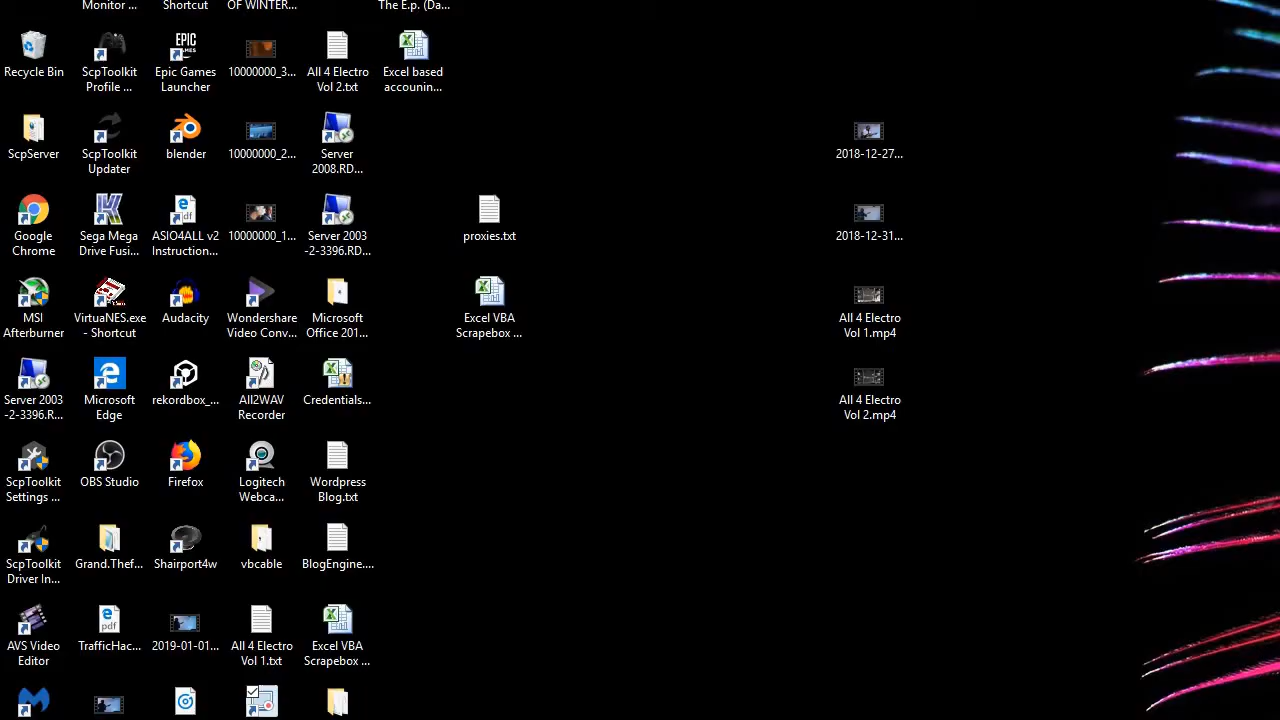 Monitor ...
Shortcut
OF WINTER...
The E.p. (Da...
Recycle Bin
ScpToolkit
Profile ...
EPIC
GAMES
Epic Games
Launcher
10000000_3...
All 4 Electro
Vol 2.txt
Excel based
accounin...
ScpServer
ScpToolkit
Updater
blender
10000000_2...
Server
2008.RD...
2018-12-27...
Google
Chrome
Sega Mega
Drive Fusi...
ASIO4ALL v2
Instruction...
10000000_1...
Server 2003
-2-3396.RD...
proxies.txt
2018-12-31...
MSI
Afterburner
VirtuaNES.exe
- Shortcut
Audacity
Wondershare
Video Conv...
Microsoft
Office 201...
Excel VBA
Scrapebox ...
All 4 Electro
Vol 1.mp4
Server 2003
-2-3396.R...
Microsoft
Edge
rekordbox_...
All2WAV
Recorder
Credentials...
All 4 Electro
Vol 2.mp4
ScpToolkit
Settings ...
OBS Studio
Firefox
Logitech
Webca...
Wordpress
Blog.txt
ScpToolkit
Driver In...
Grand.Thef...
Shairport4w
vbcable
BlogEngine....
AVS Video
Editor
pdf
TrafficHac...
2019-01-01...
All 4 Electro
Vol 1.txt
Excel VBA
Scrapebox ...